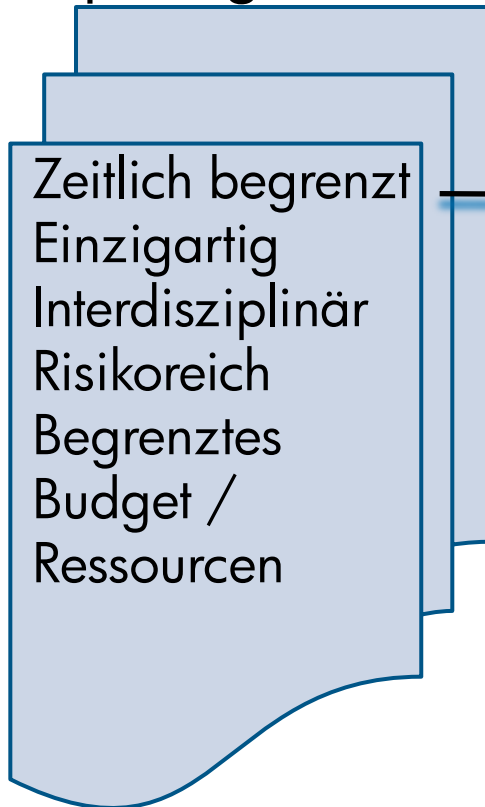 Zeitlich begrenzt
Einzigartig
Interdisziplinär
Risikoreich
Begrenztes
Budget /
Ressourcen